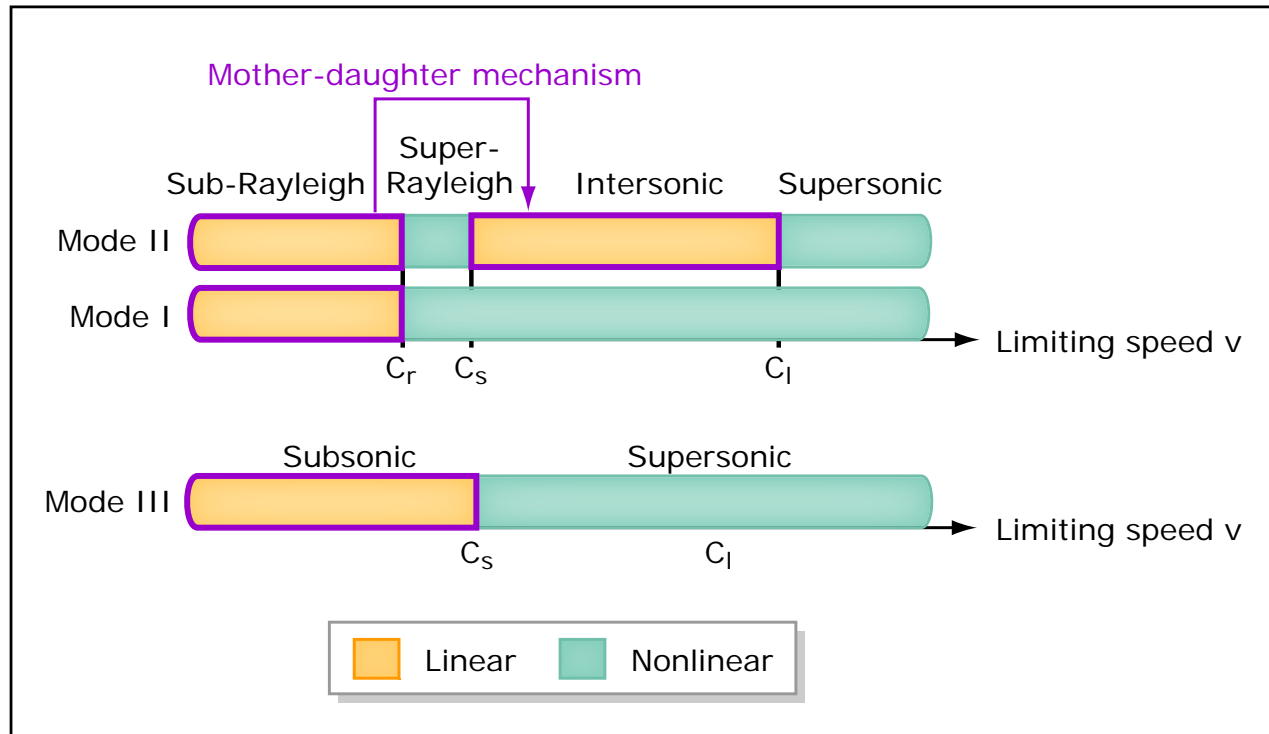 Mother-daughter mechanism
Super-
Rayleigh
Sub-Rayleigh
Intersonic
Supersonic
Mode II
Mode I
Limiting speed v
Cr
Cs
Cl
Subsonic
Supersonic
Mode III
Limiting speed v
Cs
Cl
Linear
Nonlinear